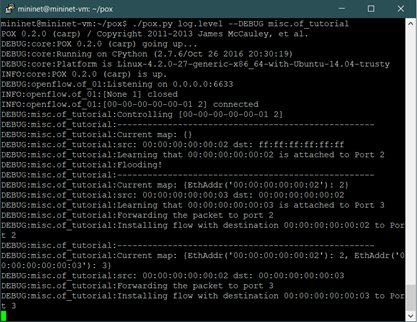 mininet@mininet-vm: ~/pox
mininet@mininet-vm:~/pox$ ./pox.py log.level --DEBUG misc.of_tutorial
POX 0.2.0 (carp) / Copyright 2011-2013 James McCauley, et al.
DEBUG:core:POX 0.2.0 (carp) going up...
DEBUG:core:Running on CPython (2.7.6/Oct 26 2016 20:30:19)
DEBUG:core:Platform is Linux-4.2.0-27-generic-x86_64-with-Ubuntu-14.04-trusty
INFO:core:POX 0.2.0 (carp) is up.
DEBUG:openflow.of_01:Listening on 0.0.0.0:6633
INFO:openflow.of_01:[None 1] closed
INFO:openflow.of_01:[00-00-00-00-00-01 2] connected
DEBUG:misc.of_tutorial:Controlling [00-00-00-00-00-01 2]
DEBUG:misc.of_tutorial:--------------------------------------------------
DEBUG:misc.of_tutorial:Current map: {}
DEBUG:misc.of_tutorial:src: 00:00:00:00:00:02 dst: ff:ff:ff:ff:ff:ff
DEBUG:misc.of_tutorial:Learning that 00:00:00:00:00:02 is attached to Port 2
DEBUG:misc.of_tutorial:Flooding!
DEBUG:misc.of_tutorial:--------------------------------------------------
DEBUG:misc.of_tutorial:Current map: {EthAddr('00:00:00:00:00:02'): 2}
DEBUG:misc.of_tutorial:src: 00:00:00:00:00:03 dst: 00:00:00:00:00:02
DEBUG:misc.of_tutorial:Learning that 00:00:00:00:00:03 is attached to Port 3
DEBUG:misc.of_tutorial:Forwarding the packet to port 2
DEBUG:misc.of_tutorial:Installing flow with destination 00:00:00:00:00:02 to Por
t 2
DEBUG:misc.of_tutorial:--------------------------------------------------
DEBUG:misc.of_tutorial:Current map: {EthAddr('00:00:00:00:00:02'): 2, EthAddr('0
0:00:00:00:00:03'): 3}
DEBUG:misc.of_tutorial:src: 00:00:00:00:00:02 dst: 00:00:00:00:00:03
DEBUG:misc.of_tutorial:Forwarding the packet to port 3
DEBUG:misc.of_tutorial:Installing flow with destination 00:00:00:00:00:03 to Por
t 3